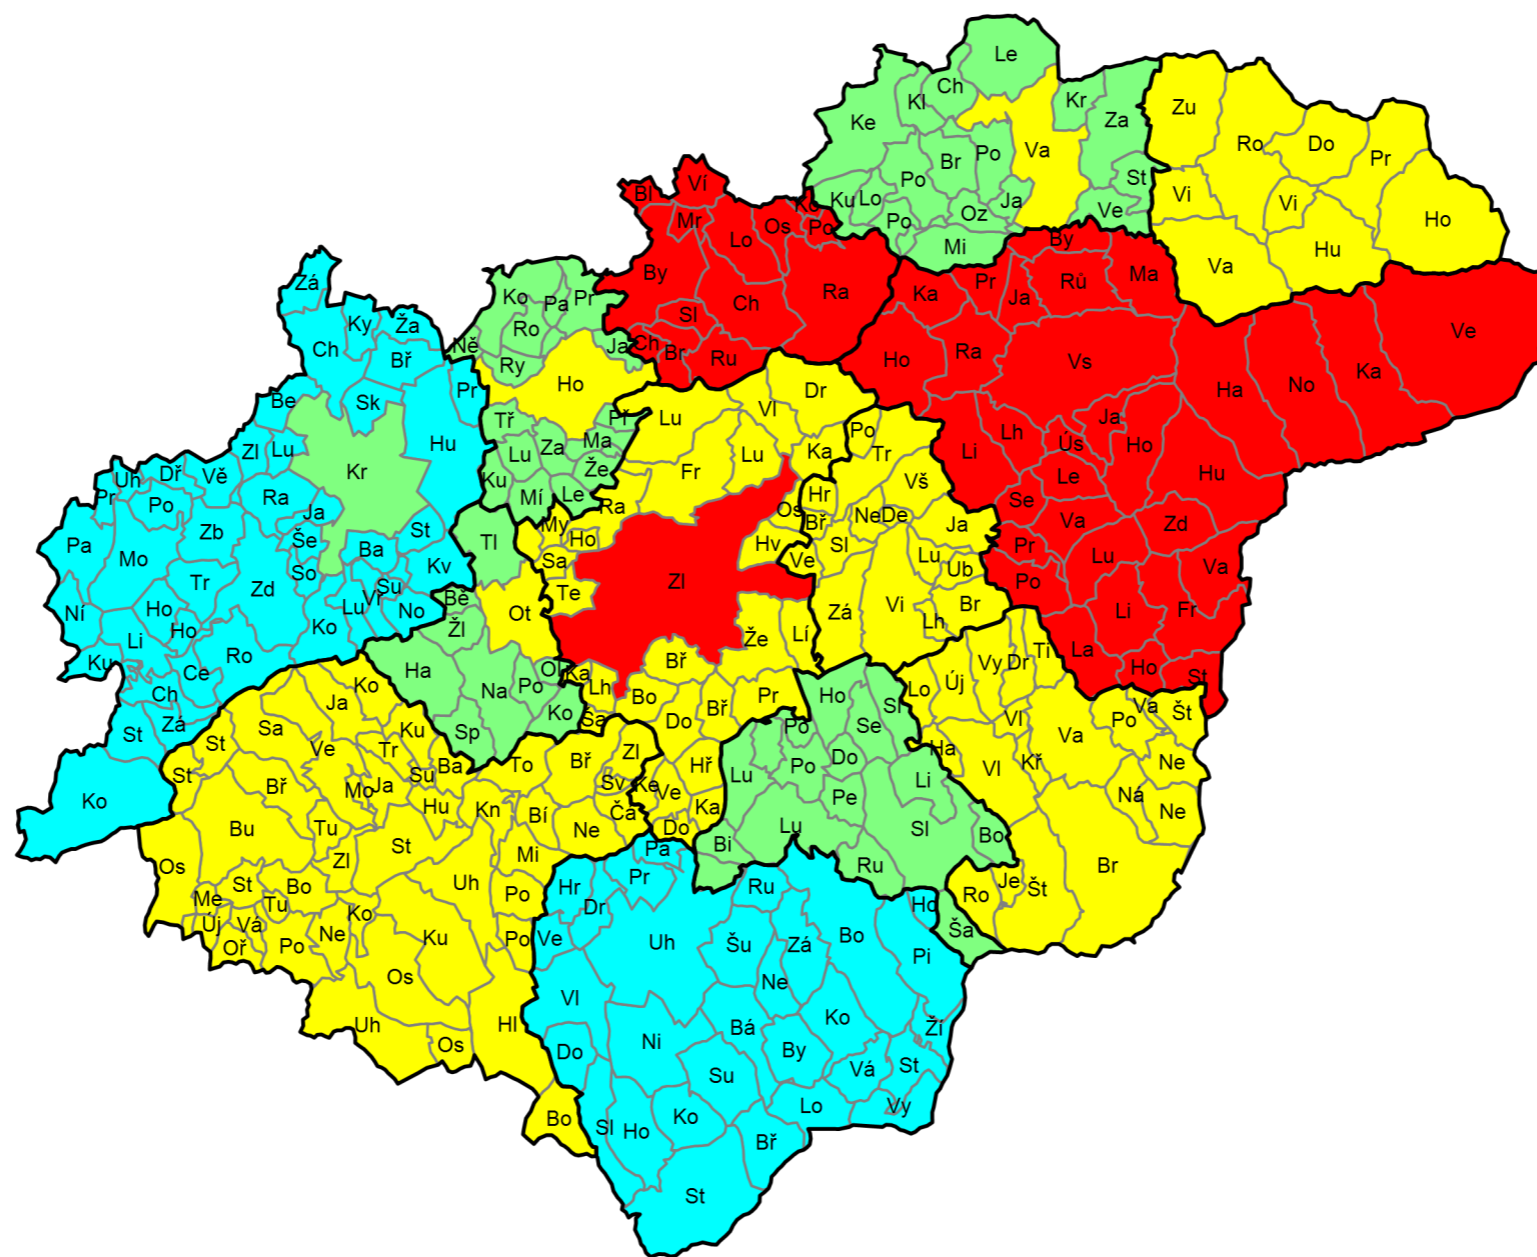 Le
Kl Ch
Kr
Za
Zu
Ke
Va
Ro Do Pr
Po Br Po
St
Vi
Vi
Ho
Ku Lo
Po
Oz Ja
Ve
Mi
Va
Hu
Bl Ví
Mr
Lo
Os
Ko
Po
By
Ra
Sl
Ch
Ch Br Ru
By
Ka Pr Ja Rů Ma
Ho Ra Vs
Ha No Ka Ve
Li Lh Ús Ja Ho
Le
Hu
Se
Va
Zd
Pr
Po
Lu
Va
Li
Fr
La
Ho
St
Zá
Ky Ža
Ch
Př
Pr
Be
Sk
Hu
Zl Lu
Kr
Uh Dř Vě
Pr Po
Ra
Ja
Pa Mo Zb
Še
Ba
St
So
Su
Kv
Tr Zd
Ní Ho
Lu Vř No
Li Ho
Ko
Ku
Ce
Ro
Ch
St Zá
Ko
Ko Pa Pr
Ro
Ně Ry
Ja
Ho
Tř
Př
Lu Za Ma
Ku
Že
Mí Le
Tl
Bě
Ot
Žl
Ha
Na Po Ol
Sp
Ko
Lu Vl Dr
Fr Lu Ka
Ra
My
Ho
Sa
Te
Zl
Os
Hv
Ve
Že Lí
Ka Lh
Sa
Bo
Bř
Do Bř Pr
Hř
Ke Ve
Ka
Do
Po Tr
Hr
Vš
Bř Ne De
Sl
Ja
Lu
Ub
Zá Vi
Br
Lh
Ho
Sl
Se
Po
Lu Po Do
Li
Pe
Lu
Sl
Bo
Bi
Ru
Ša
Lo Új Vy Dr Ti
Vl
Va
Po Va Št
Ha
Vl Kř
Ne
Ná
Ne
Br
Ro Je Št
Ko
Ja
Sa
Ku
St
Ve Tr
St
Bř
Mo Ja Su Ba
To Bř Zl
Sv
Hu Kn Bí
Ča
Bu Tu
St
Ne
Os
Zl
Mi
St Bo
Uh
Po
Me
Tu
Új Vá
Ko
Oř Po Ne
Ku
Po
Os
Uh
Os
Hl
Bo
Pa
Hr Pr
Ru
Dr
Ho
Ve
Uh Šu Zá Bo
Pi
Vl
Ne
Bá Ko
Ží
Do Ni
By
Vá St
Su
Lo
Vy
Sl Ho Ko
Bř
St